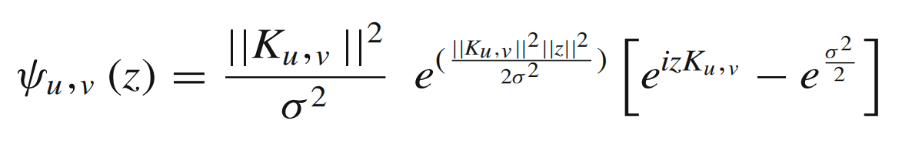 ψ_{u,v}(z) = \frac{||K_{u,v}||^2}{σ^2} e^{(\frac{||K_{u,v}||^2||z||^2}{2σ^2})} [e^{izK_{u,v}} − e^{\frac{σ^2}{2}}]